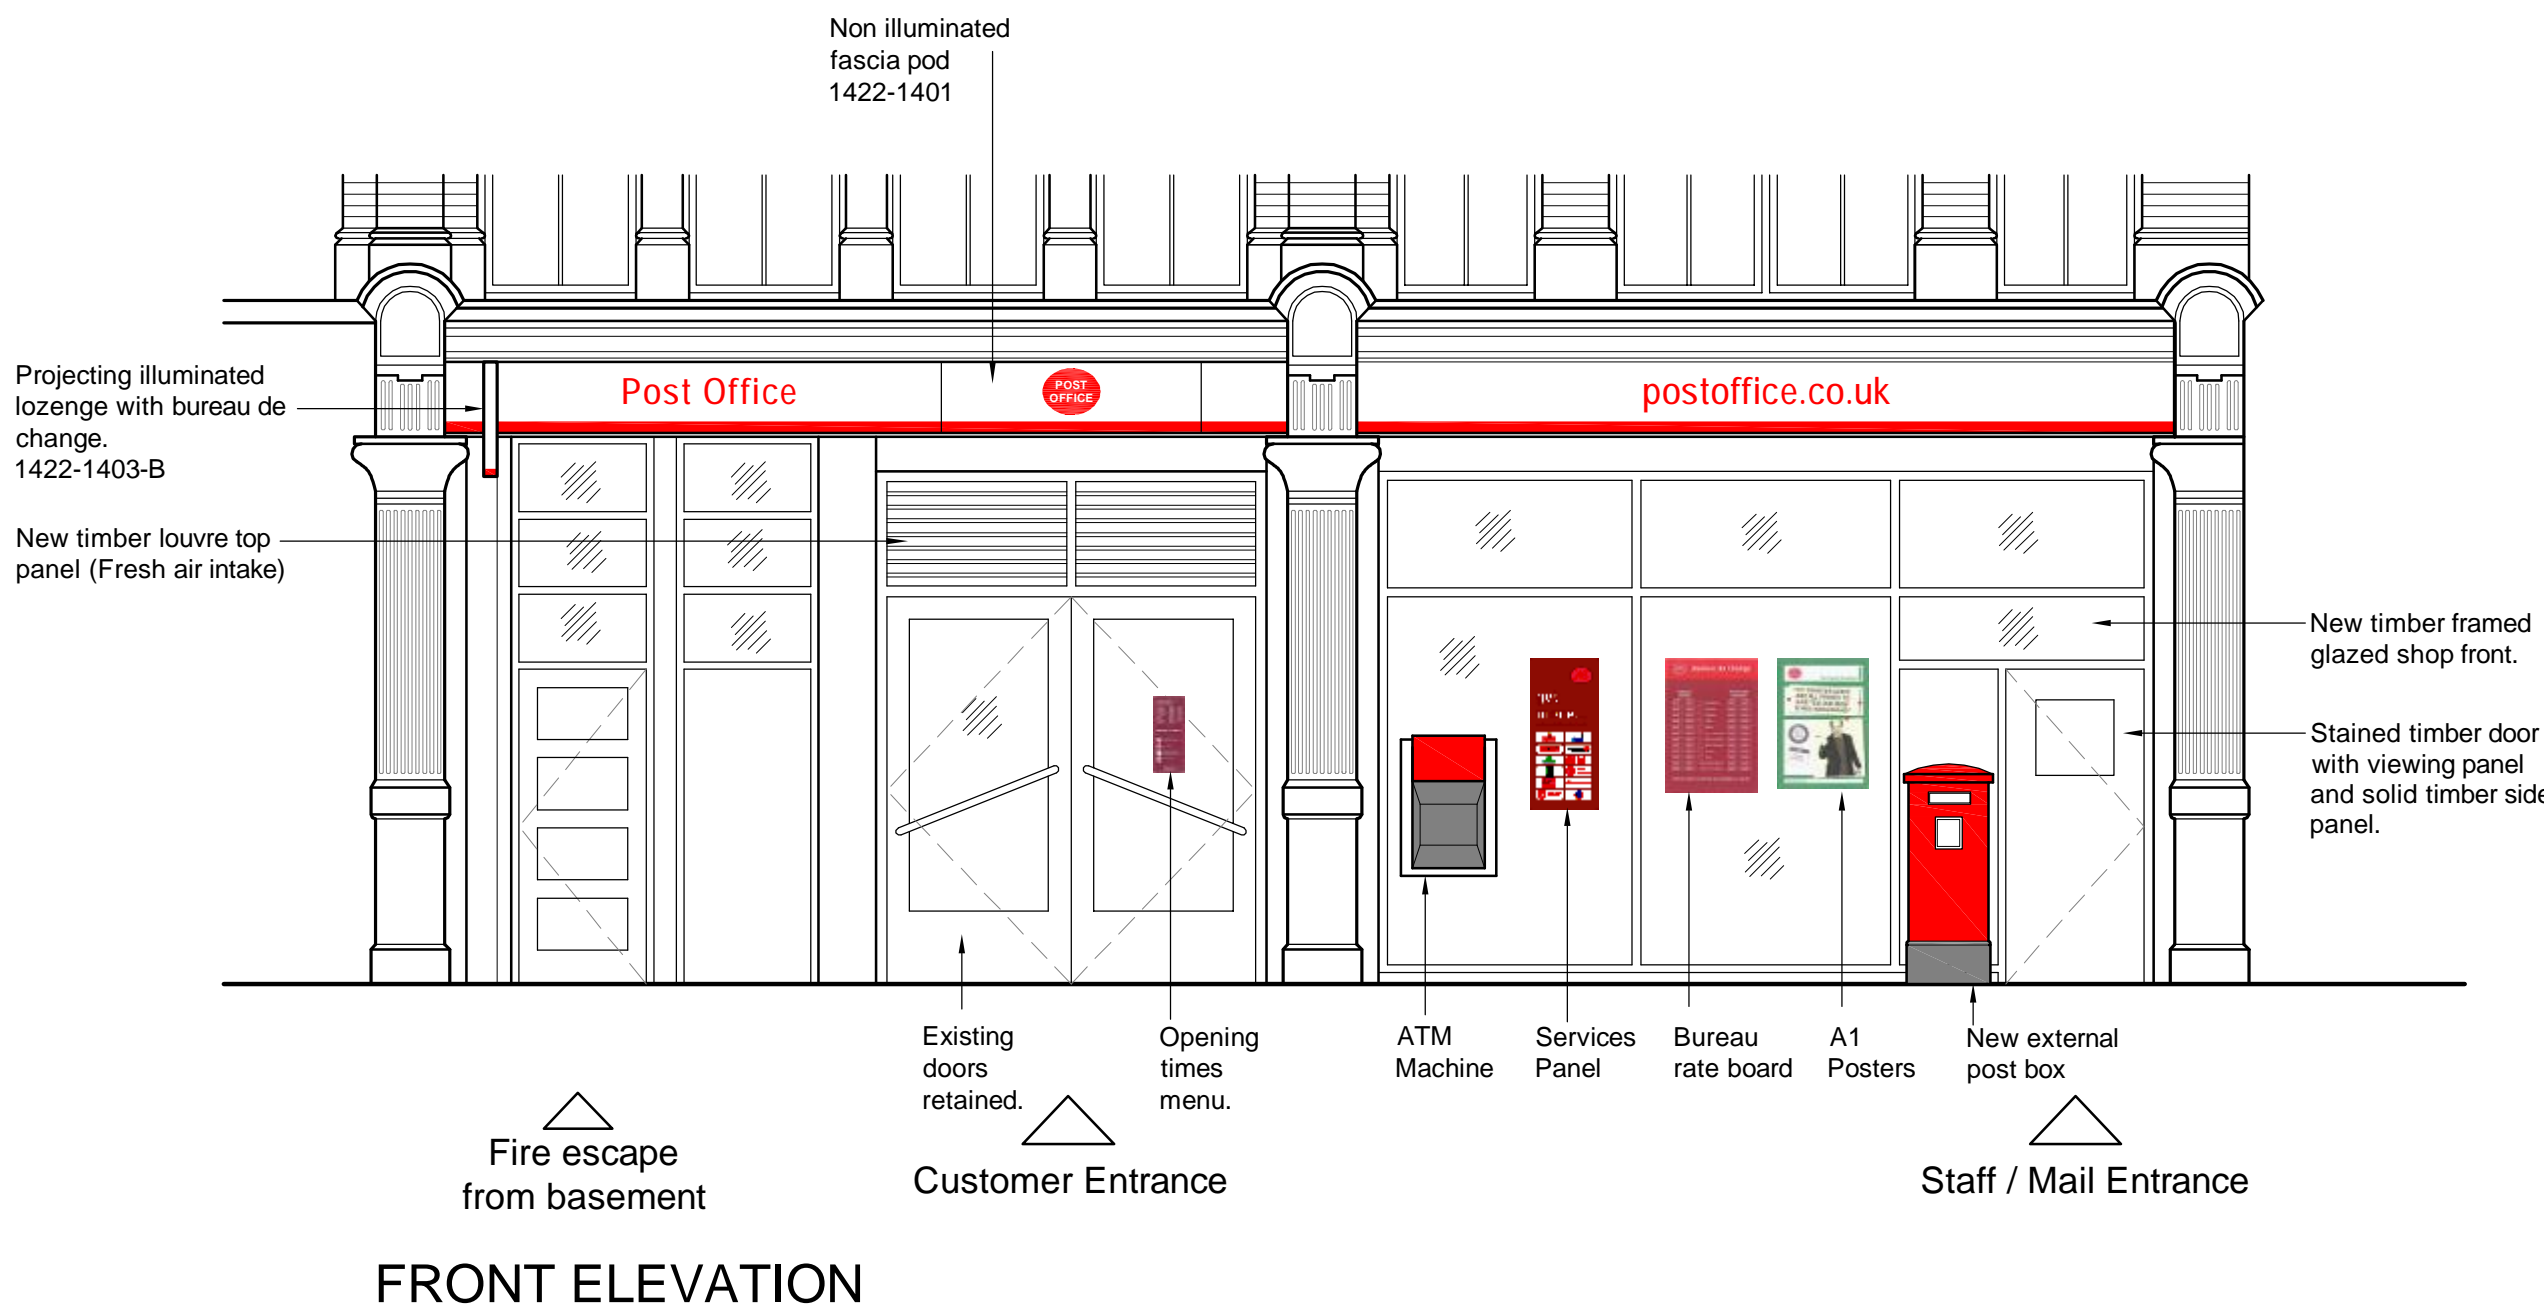 Non illuminated
fascia pod
1422-1401
Projecting illuminated
lozenge with bureau de
change.
1422-1403-B
Post Office
POST
OFFICE
postoffice.co.uk
New timber louvre top
panel (Fresh air intake)
New timber framed
glazed shop front.
Stained timber door
with viewing panel
and solid timber side
panel.
Existing
doors
retained.
Opening
times
menu.
ATM
Machine
Services
Panel
Bureau
rate board
A1
Posters
New external
post box
Fire escape
from basement
Customer Entrance
Staff / Mail Entrance
FRONT ELEVATION